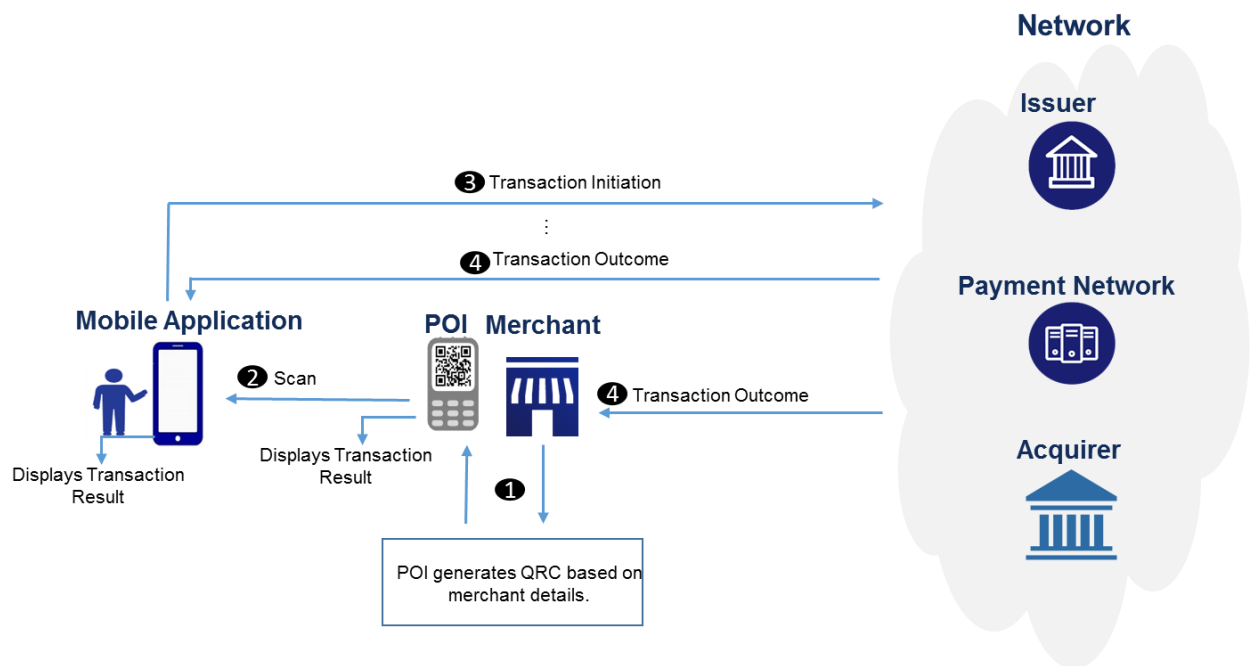 Network
Issuer
3 Transaction Initiation
⋮
4 Transaction Outcome
Payment Network
Mobile Application
POI
Merchant
2 Scan
4 Transaction Outcome
Displays Transaction
Result
Displays Transaction
Result
Acquirer
1
POI generates QRC based on
merchant details.